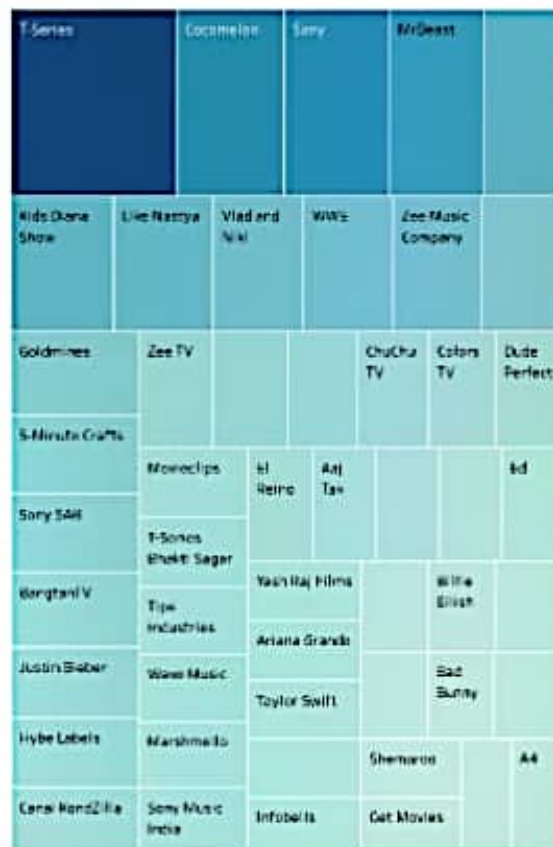 T-Series
Cocomelon
Sony
MrBeast
Kids Diana
Show
Like Nastya
Vlad and
Niki
WWE
Zee Music
Company
Goldmines
Zee TV
ChuChu
TV
Colors
TV
Dude
Perfect
5-Minute Crafts
Movieclips
El
Reino
Aaj
Tak
Ed
Sony SAB
T-Series
Bhakti Sagar
Yash Raj Films
Billie
Eilish
Bangtani V
Tips
Industries
Ariana Grande
Justin Bieber
Wave Music
Taylor Swift
Bad
Bunny
Hybe Labels
Marshmello
Shemaroo
A4
Canal KondZilla
Sony Music
India
Infobells
Get Movies